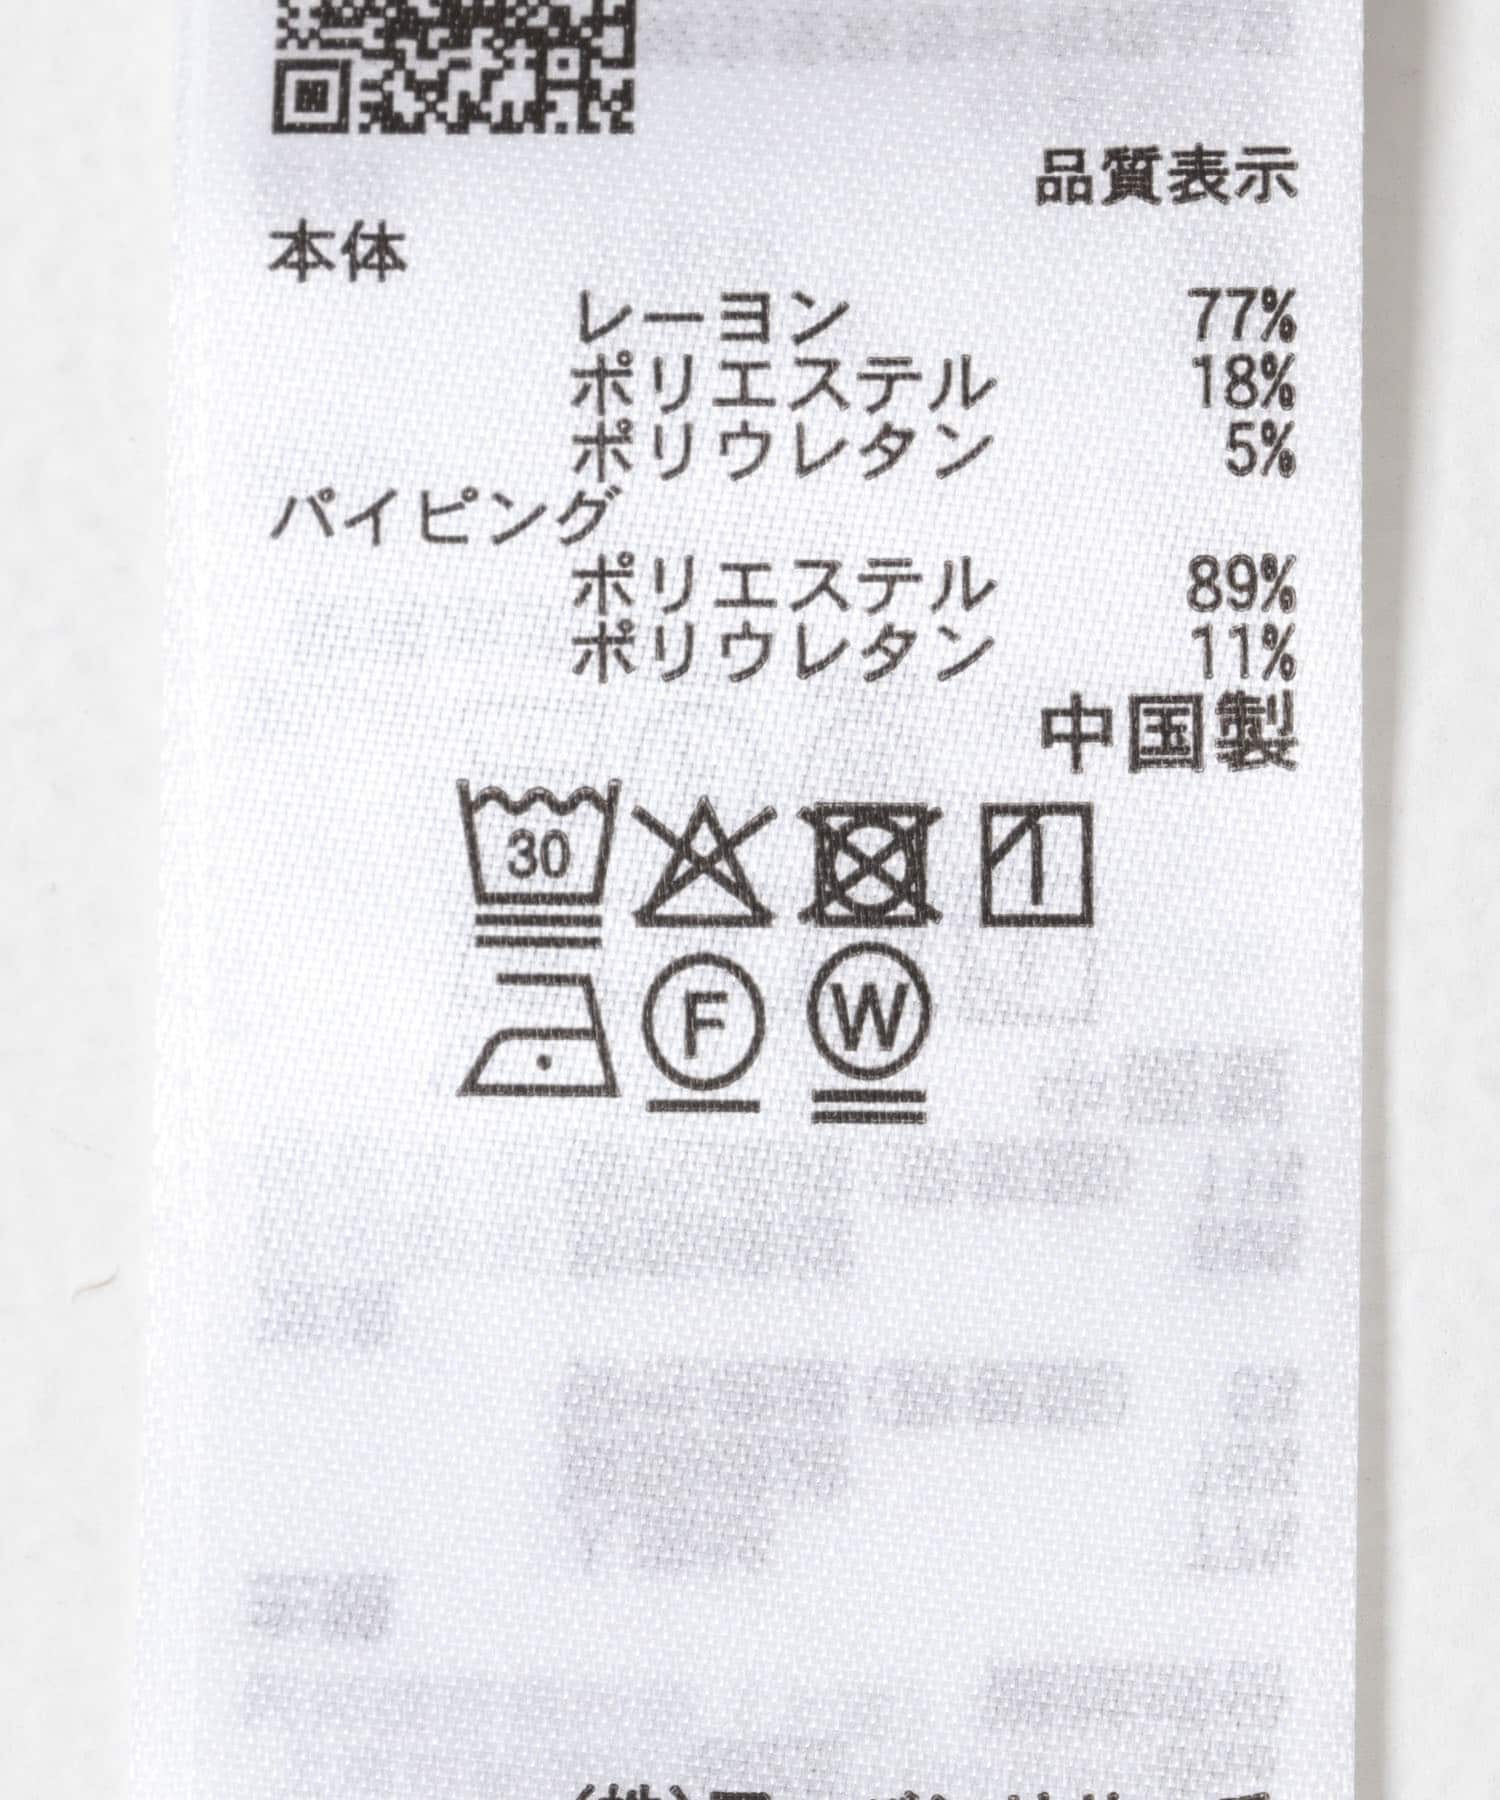 品質表示
本体
レーヨン 77%
ポリエステル 18%
ポリウレタン 5%
パイピング
ポリエステル 89%
ポリウレタン 11%
中国製
30
F W